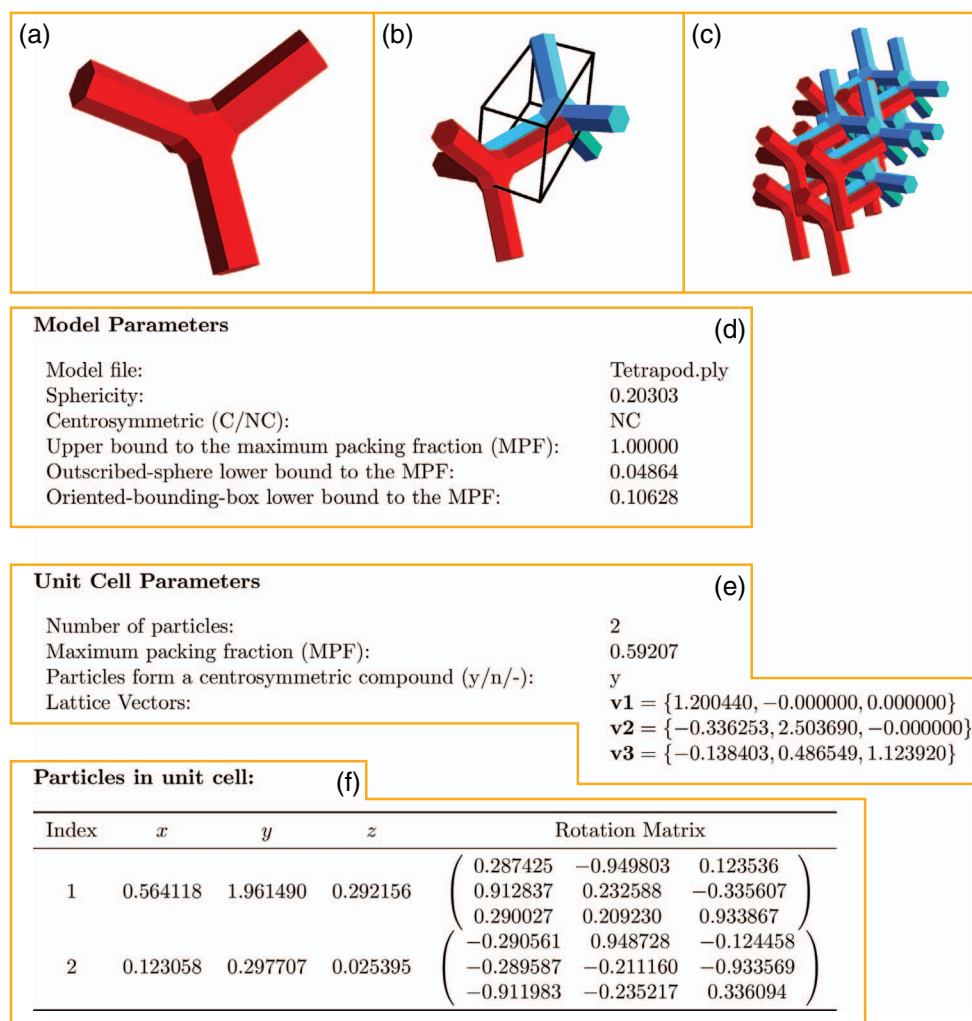 (a)
(b)
(c)
Model Parameters
(d)
Model file: Tetrapod.ply
Sphericity: 0.20303
Centrosymmetric (C/NC): NC
Upper bound to the maximum packing fraction (MPF): 1.00000
Outscribed-sphere lower bound to the MPF: 0.04864
Oriented-bounding-box lower bound to the MPF: 0.10628
Unit Cell Parameters
(e)
Number of particles: 2
Maximum packing fraction (MPF): 0.59207
Particles form a centrosymmetric compound (y/n/-): y
Lattice Vectors: v1 = {1.200440, −0.000000, 0.000000}
v2 = {−0.336253, 2.503690, −0.000000}
v3 = {−0.138403, 0.486549, 1.123920}
Particles in unit cell:
(f)
Index x y z Rotation Matrix
0.287425 −0.949803 0.123536
1 0.564118 1.961490 0.292156 0.912837 0.232588 −0.335607
0.290027 0.209230 0.933867
−0.290561 0.948728 −0.124458
2 0.123058 0.297707 0.025395 −0.289587 −0.211160 −0.933569
−0.911983 −0.235217 0.336094